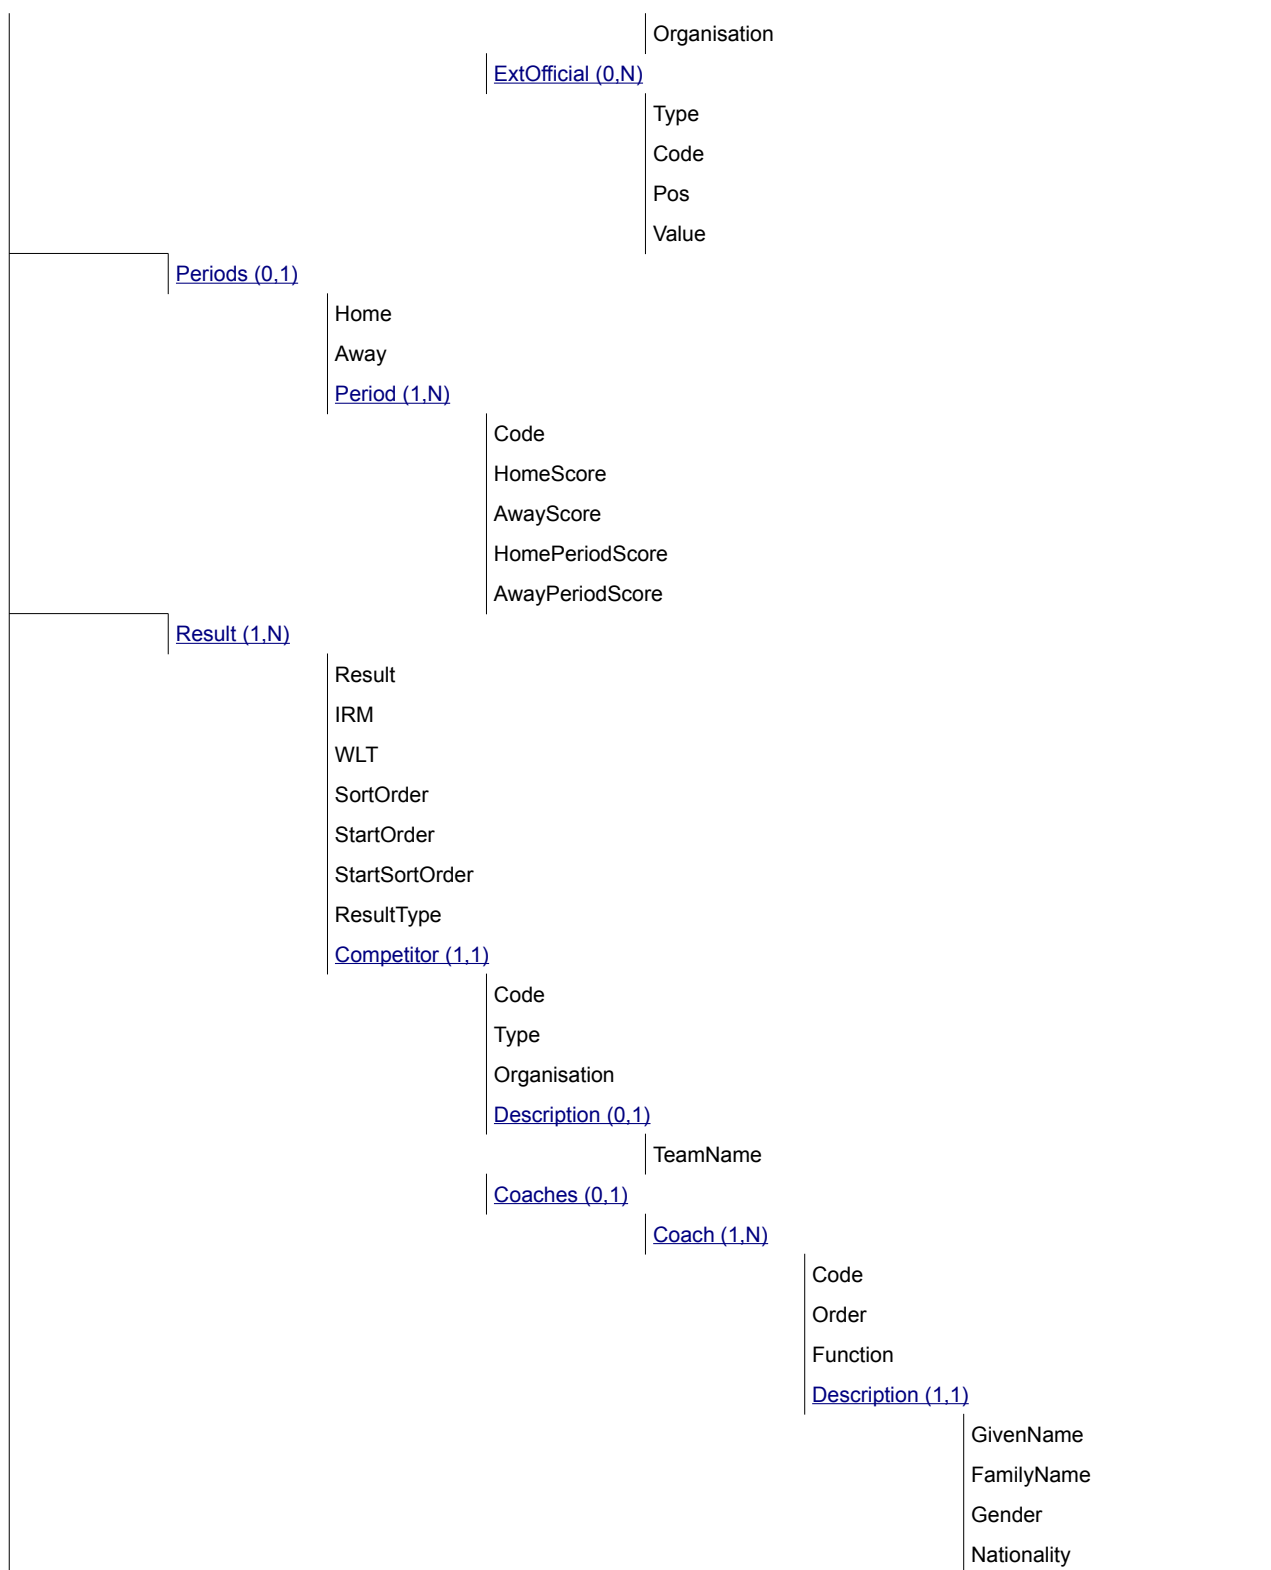 Organisation
ExtOfficial (0,N)
Type
Code
Pos
Value
Periods (0,1)
Home
Away
Period (1,N)
Code
HomeScore
AwayScore
HomePeriodScore
AwayPeriodScore
Result (1,N)
Result
IRM
WLT
SortOrder
StartOrder
StartSortOrder
ResultType
Competitor (1,1)
Code
Type
Organisation
Description (0,1)
TeamName
Coaches (0,1)
Coach (1,N)
Code
Order
Function
Description (1,1)
GivenName
FamilyName
Gender
Nationality